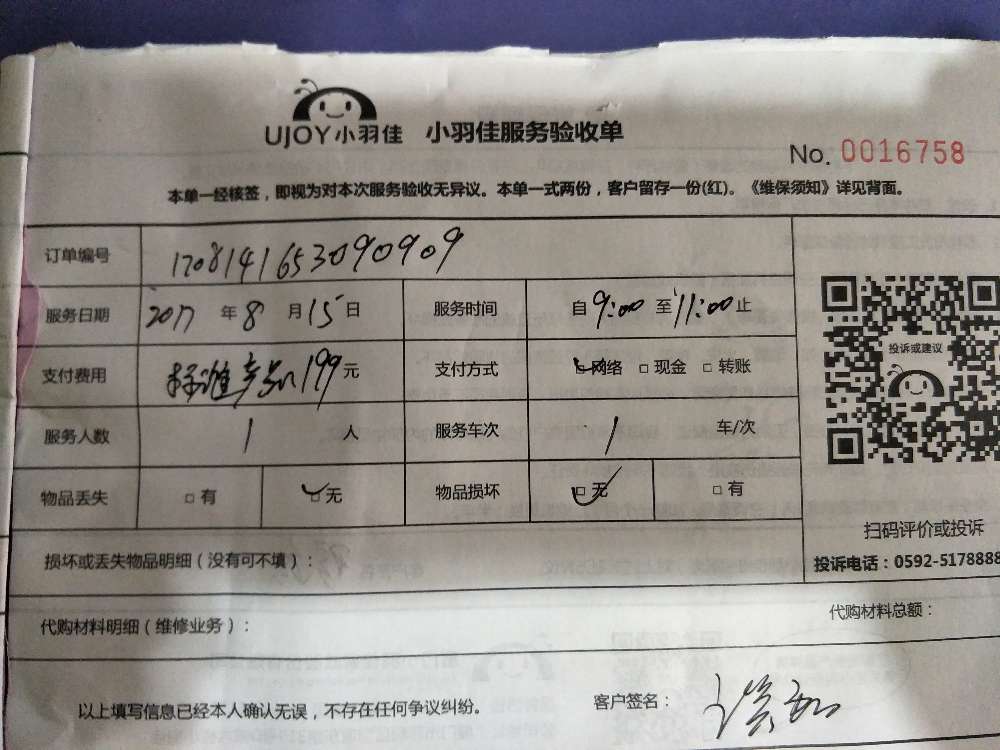 UJOY小羽佳 小羽佳服务验收单
No. 0016758
本单一经核签，即视为对本次服务验收无异议。本单一式两份，客户留存一份(红)。《维保须知》详见背面。
订单编号 1708141653090909
服务日期 2017 年 8 月 15 日 服务时间 自 9:00 至 11:00 止
投诉或建议
支付费用 199 元 支付方式 □网络 □现金 □转账
服务人数 1 人 服务车次 1 车/次
物品丢失 □有 □无 物品损坏 □无 □有
扫码评价或投诉
损坏或丢失物品明细（没有可不填）：
投诉电话：0592-5178888
代购材料明细（维修业务）： 代购材料总额：
以上填写信息已经本人确认无误，不存在任何争议纠纷。 客户签名：